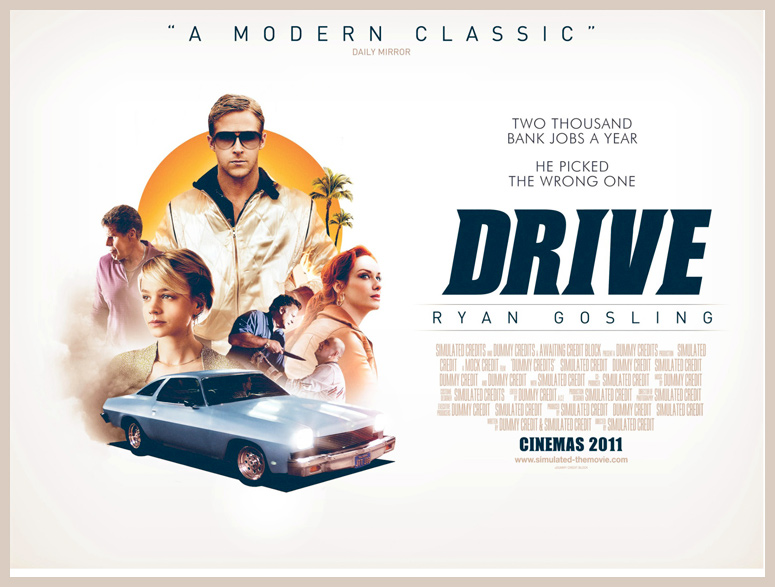 “A MODERN CLASSIC”
DAILY MIRROR
TWO THOUSAND
BANK JOBS A YEAR
HE PICKED
THE WRONG ONE
DRIVE
RYAN GOSLING
SIMULATED CREDITS DUMMY CREDITS A WAITING CREDIT BLOCK DUMMY CREDITS SIMULATED
CREDIT A MOCK CREDIT "DUMMY CREDITS" SIMULATED CREDIT DUMMY CREDIT SIMULATED CREDIT
DUMMY CREDIT DUMMY CREDIT SIMULATED CREDIT DUMMY CREDIT SIMULATED CREDIT
SIMULATED CREDITS DUMMY CREDIT SIMULATED CREDIT SIMULATED CREDIT
DUMMY CREDIT SIMULATED CREDIT SIMULATED CREDIT DUMMY CREDIT SIMULATED CREDIT
DUMMY CREDIT & SIMULATED CREDIT SIMULATED CREDIT
CINEMAS 2011
www.simulated-themovie.com